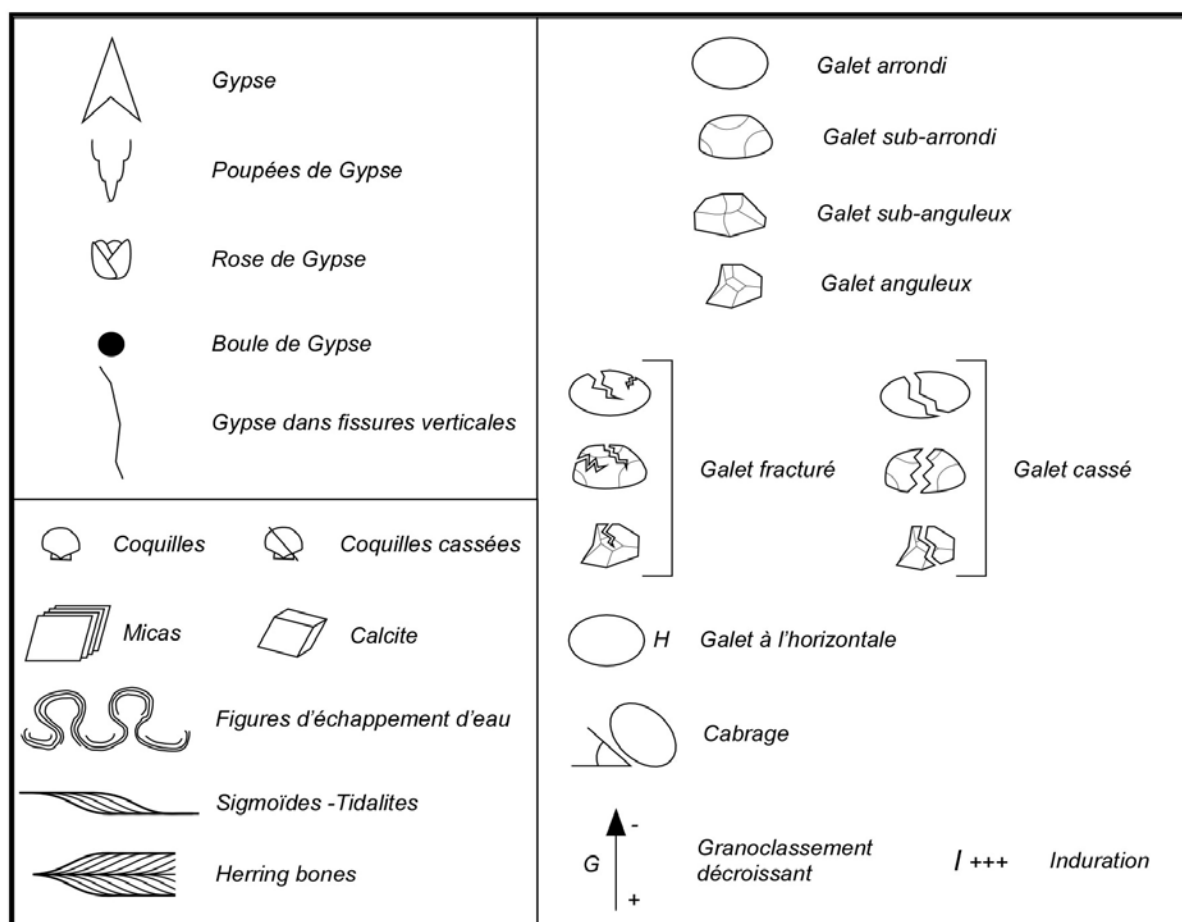 Gypse
Poupées de Gypse
Rose de Gypse
Boule de Gypse
Gypse dans fissures verticales
Coquilles
Coquilles cassées
Micas
Calcite
Figures d'échappement d'eau
Sigmoïdes -Tidalites
Herring bones
Galet arrondi
Galet sub-arrondi
Galet sub-anguleux
Galet anguleux
Galet fracturé
Galet cassé
H
Galet à l'horizontale
Cabrage
-
G
+
Granoclassement
décroissant
I +++
Induration